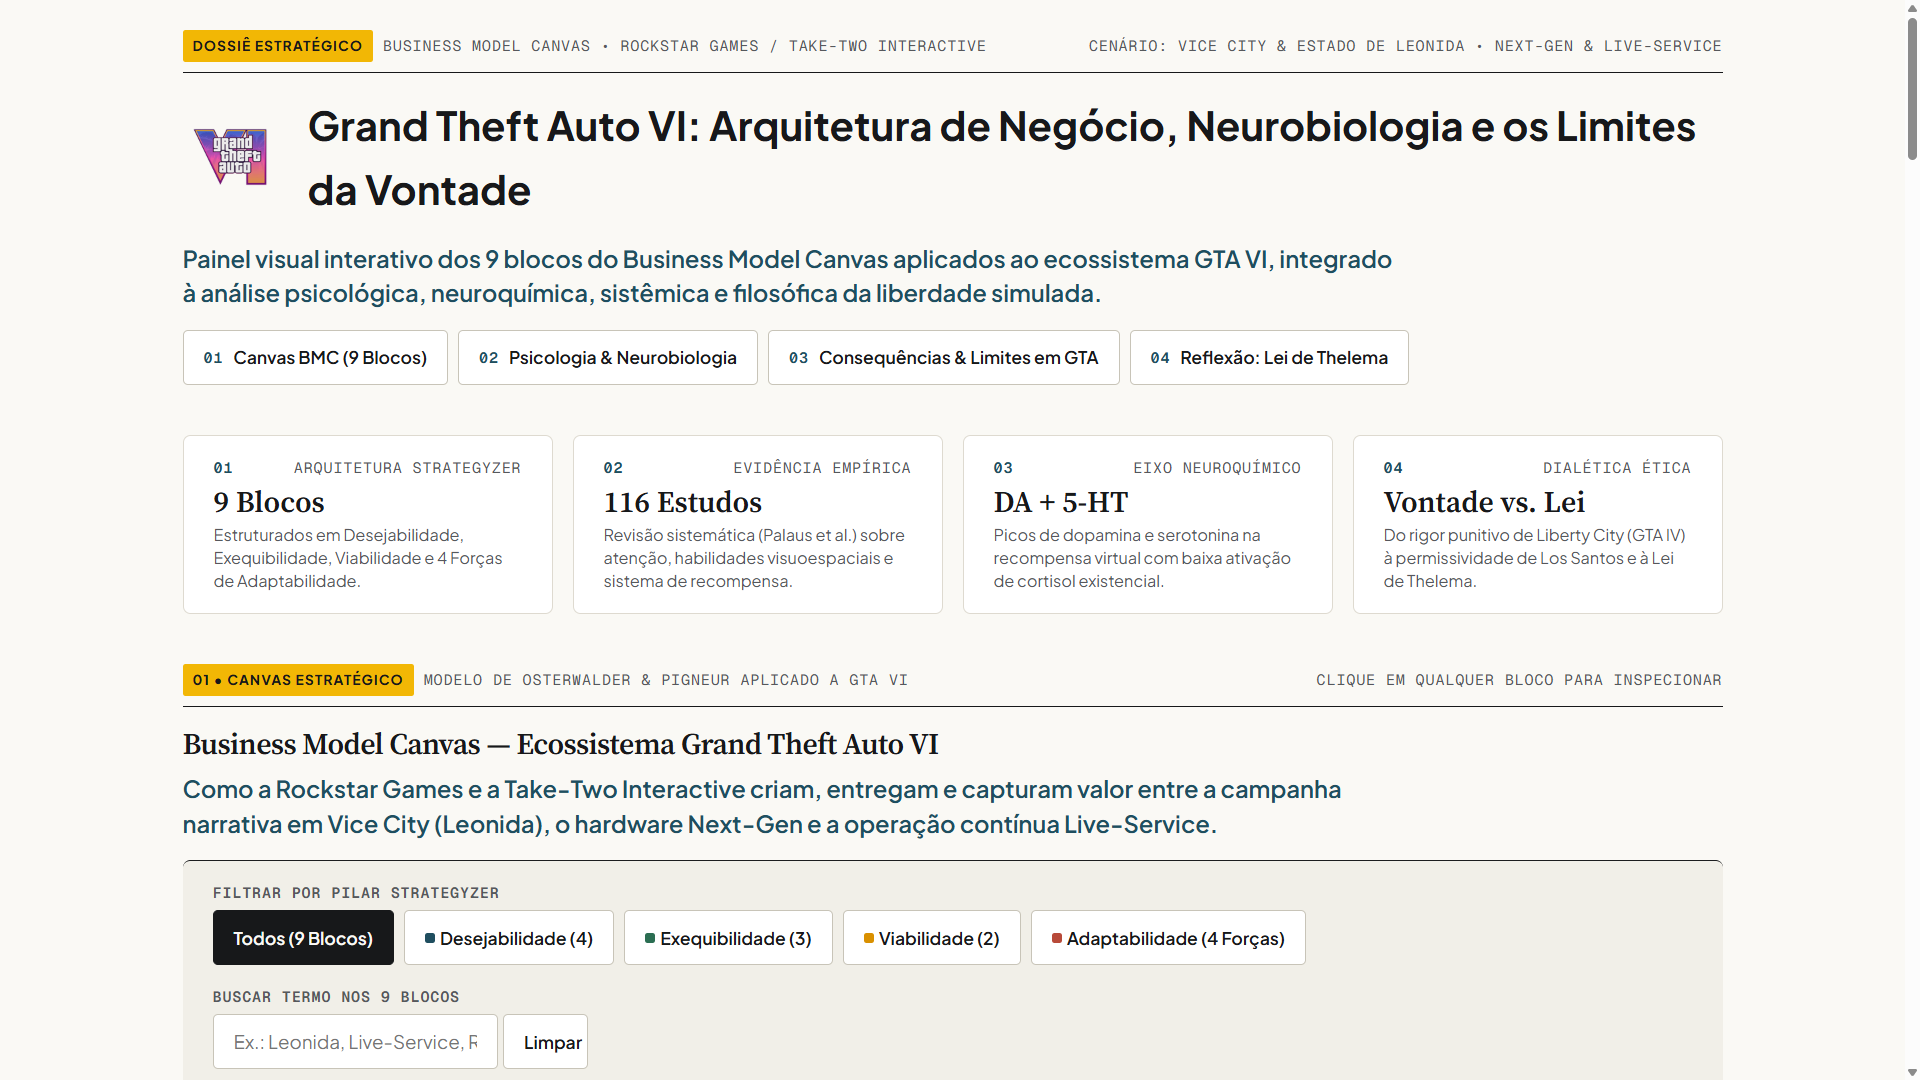 DOSSIÊ ESTRATÉGICO BUSINESS MODEL CANVAS • ROCKSTAR GAMES / TAKE-TWO INTERACTIVE CENÁRIO: VICE CITY & ESTADO DE LEONIDA • NEXT-GEN & LIVE-SERVICE
grand
theft
auto
VI
Grand Theft Auto VI: Arquitetura de Negócio, Neurobiologia e os Limites
da Vontade
Painel visual interativo dos 9 blocos do Business Model Canvas aplicados ao ecossistema GTA VI, integrado
à análise psicológica, neuroquímica, sistêmica e filosófica da liberdade simulada.
01 Canvas BMC (9 Blocos)
02 Psicologia & Neurobiologia
03 Consequências & Limites em GTA
04 Reflexão: Lei de Thelema
01 ARQUITETURA STRATEGYZER
9 Blocos
Estruturados em Desejabilidade,
Exequibilidade, Viabilidade e 4 Forças
de Adaptabilidade.
02 EVIDÊNCIA EMPÍRICA
116 Estudos
Revisão sistemática (Palaus et al.) sobre
atenção, habilidades visuoespaciais e
sistema de recompensa.
03 EIXO NEUROQUÍMICO
DA + 5-HT
Picos de dopamina e serotonina na
recompensa virtual com baixa ativação
de cortisol existencial.
04 DIALÉTICA ÉTICA
Vontade vs. Lei
Do rigor punitivo de Liberty City (GTA IV)
à permissividade de Los Santos e à Lei
de Thelema.
01 • CANVAS ESTRATÉGICO MODELO DE OSTERWALDER & PIGNEUR APLICADO A GTA VI CLIQUE EM QUALQUER BLOCO PARA INSPECIONAR
Business Model Canvas — Ecossistema Grand Theft Auto VI
Como a Rockstar Games e a Take-Two Interactive criam, entregam e capturam valor entre a campanha
narrativa em Vice City (Leonida), o hardware Next-Gen e a operação contínua Live-Service.
FILTRAR POR PILAR STRATEGYZER
Todos (9 Blocos)
Desejabilidade (4)
Exequibilidade (3)
Viabilidade (2)
Adaptabilidade (4 Forças)
BUSCAR TERMO NOS 9 BLOCOS
Ex.: Leonida, Live-Service, R
Limpar